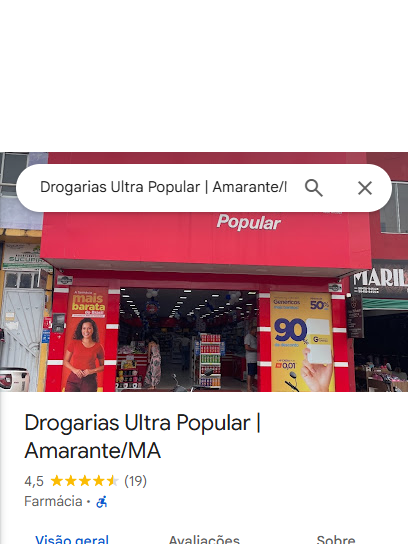 Drogarias Ultra Popular | Amarante/
Popular
SUCUPIRA
MARIL
mais
barata
do Brasil
Genéricos
50%
90%
0,01
Drogarias Ultra Popular |
Amarante/MA
4,5 (19)
Farmácia ·
Visão geral Avaliações Sobre